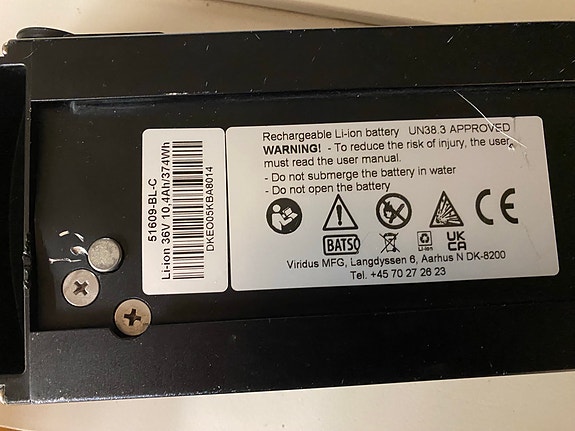 51609-BL-C
Li-ion 36V 10,4Ah/374Wh
DKEO05KBA8014
Rechargeable Li-ion battery UN38.3 APPROVED
WARNING! - To reduce the risk of injury, the user
must read the user manual.
- Do not submerge the battery in water
- Do not open the battery
CE
BATSO
Li-ion
UK
CA
Viridus MFG, Langdyssen 6, Aarhus N DK-8200
Tel. +45 70 27 26 23